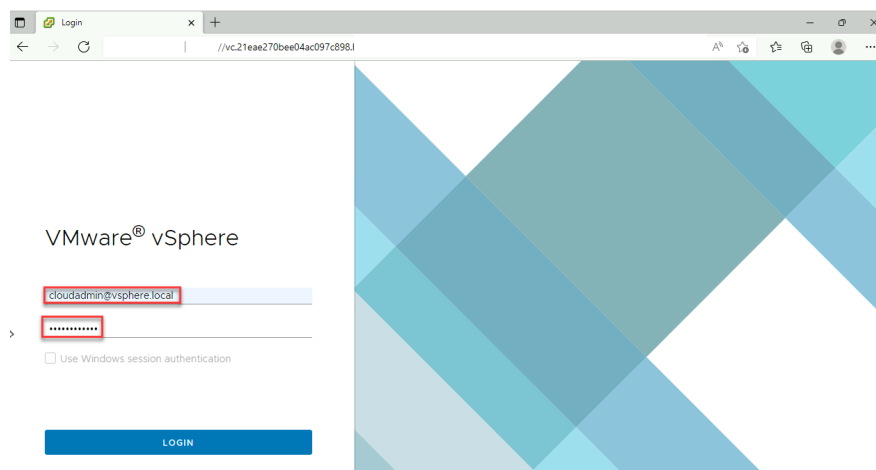 Login
//vc.21eae270bee04ac097c898.
VMware® vSphere
cloudadmin@vsphere.local
Use Windows session authentication
LOGIN